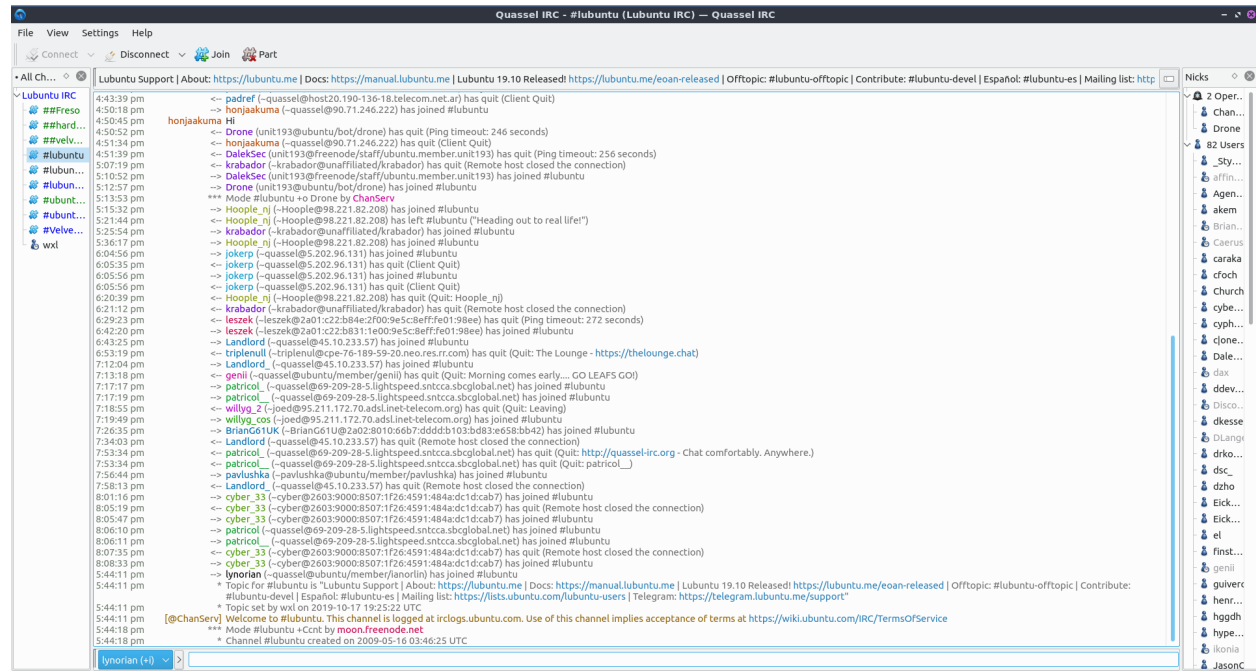 Quassel IRC - #lubuntu (Lubuntu IRC) — Quassel IRC
File View Settings Help
Connect Disconnect Join Part
All Ch...
Lubuntu IRC
##Freso
##hard...
##velv...
#lubuntu
#lubun...
#lubun...
#ubunt...
#ubunt...
#Velve...
wxl
Lubuntu Support | About: https://lubuntu.me | Docs: https://manual.lubuntu.me | Lubuntu 19.10 Released! https://lubuntu.me/eoan-released | Offtopic: #lubuntu-offtopic | Contribute: #lubuntu-devel | Español: #lubuntu-es | Mailing list: http
4:43:39 pm <-- padref (~quassel@host20.190-136-18.telecom.net.ar) has quit (Client Quit)
4:50:18 pm --> honjaakuma (~quassel@90.71.246.222) has joined #lubuntu
4:50:45 pm honjaakuma Hi
4:50:52 pm <-- Drone (unit193@ubuntu/bot/drone) has quit (Ping timeout: 246 seconds)
4:51:34 pm <-- honjaakuma (~quassel@90.71.246.222) has quit (Client Quit)
4:51:39 pm <-- DalekSec (unit193@freenode/staff/ubuntu.member.unit193) has quit (Ping timeout: 256 seconds)
5:07:19 pm <-- krabador (~krabador@unaffiliated/krabador) has quit (Remote host closed the connection)
5:10:52 pm --> DalekSec (unit193@freenode/staff/ubuntu.member.unit193) has joined #lubuntu
5:12:57 pm --> Drone (unit193@ubuntu/bot/drone) has joined #lubuntu
5:13:53 pm *** Mode #lubuntu +o Drone by ChanServ
5:15:32 pm --> Hoople_nj (~Hoople@98.221.82.208) has joined #lubuntu
5:21:44 pm <-- Hoople_nj (~Hoople@98.221.82.208) has left #lubuntu ("Heading out to real life!")
5:25:54 pm --> krabador (~krabador@unaffiliated/krabador) has joined #lubuntu
5:36:17 pm --> Hoople_nj (~Hoople@98.221.82.208) has joined #lubuntu
6:04:56 pm --> jokerp (~quassel@5.202.96.131) has joined #lubuntu
6:05:35 pm <-- jokerp (~quassel@5.202.96.131) has quit (Client Quit)
6:05:56 pm --> jokerp (~quassel@5.202.96.131) has joined #lubuntu
6:05:56 pm <-- jokerp (~quassel@5.202.96.131) has quit (Client Quit)
6:20:39 pm <-- Hoople_nj (~Hoople@98.221.82.208) has quit (Quit: Hoople_nj)
6:21:12 pm <-- krabador (~krabador@unaffiliated/krabador) has quit (Remote host closed the connection)
6:29:23 pm <-- leszek (~leszek@2a01:c22:b84e:2f00:9e5c:8eff:fe01:98ee) has quit (Ping timeout: 272 seconds)
6:42:20 pm --> leszek (~leszek@2a01:c22:b831:1e00:9e5c:8eff:fe01:98ee) has joined #lubuntu
6:43:25 pm --> Landlord (~quassel@45.10.233.57) has joined #lubuntu
6:53:19 pm <-- triplenull (~triplenul@cpe-76-189-59-20.neo.res.rr.com) has quit (Quit: The Lounge - https://thelounge.chat)
7:12:04 pm --> Landlord_ (~quassel@45.10.233.57) has joined #lubuntu
7:13:18 pm <-- genii (~quassel@ubuntu/member/genii) has quit (Quit: Morning comes early.... GO LEAFS GO!)
7:17:17 pm --> patricol_ (~quassel@69-209-28-5.lightspeed.sntcca.sbcglobal.net) has joined #lubuntu
7:17:19 pm --> patricol__ (~quassel@69-209-28-5.lightspeed.sntcca.sbcglobal.net) has joined #lubuntu
7:18:55 pm <-- willyg_2 (~joed@95.211.172.70.adsl.inet-telecom.org) has quit (Quit: Leaving)
7:19:49 pm --> willyg_cos (~joed@95.211.172.70.adsl.inet-telecom.org) has joined #lubuntu
7:26:35 pm --> BrianG61UK (~BrianG61U@2a02:8010:66b7:dddd:b103:bd83:e658:bb42) has joined #lubuntu
7:34:03 pm <-- Landlord (~quassel@45.10.233.57) has quit (Remote host closed the connection)
7:53:34 pm <-- patricol_ (~quassel@69-209-28-5.lightspeed.sntcca.sbcglobal.net) has quit (Quit: http://quassel-irc.org - Chat comfortably. Anywhere.)
7:53:34 pm <-- patricol__ (~quassel@69-209-28-5.lightspeed.sntcca.sbcglobal.net) has quit (Quit: patricol__)
7:56:44 pm --> pavlushka (~pavlushka@ubuntu/member/pavlushka) has joined #lubuntu
7:58:13 pm <-- Landlord_ (~quassel@45.10.233.57) has quit (Remote host closed the connection)
8:01:16 pm --> cyber_33 (~cyber@2603:9000:8507:1f26:4591:484a:dc1d:cab7) has joined #lubuntu
8:05:19 pm <-- cyber_33 (~cyber@2603:9000:8507:1f26:4591:484a:dc1d:cab7) has quit (Remote host closed the connection)
8:05:47 pm --> cyber_33 (~cyber@2603:9000:8507:1f26:4591:484a:dc1d:cab7) has joined #lubuntu
8:06:10 pm --> patricol (~quassel@69-209-28-5.lightspeed.sntcca.sbcglobal.net) has joined #lubuntu
8:06:11 pm --> patricol__ (~quassel@69-209-28-5.lightspeed.sntcca.sbcglobal.net) has joined #lubuntu
8:07:35 pm <-- cyber_33 (~cyber@2603:9000:8507:1f26:4591:484a:dc1d:cab7) has quit (Remote host closed the connection)
8:08:33 pm --> cyber_33 (~cyber@2603:9000:8507:1f26:4591:484a:dc1d:cab7) has joined #lubuntu
5:44:11 pm --> lynorian (~quassel@ubuntu/member/ianorlin) has joined #lubuntu
5:44:11 pm * Topic for #lubuntu is "Lubuntu Support | About: https://lubuntu.me | Docs: https://manual.lubuntu.me | Lubuntu 19.10 Released! https://lubuntu.me/eoan-released | Offtopic: #lubuntu-offtopic | Contribute:
#lubuntu-devel | Español: #lubuntu-es | Mailing list: https://lists.ubuntu.com/lubuntu-users | Telegram: https://telegram.lubuntu.me/support"
5:44:11 pm * Topic set by wxl on 2019-10-17 19:25:22 UTC
5:44:11 pm [@ChanServ] Welcome to #lubuntu. This channel is logged at irclogs.ubuntu.com. Use of this channel implies acceptance of terms at https://wiki.ubuntu.com/IRC/TermsOfService
5:44:18 pm *** Mode #lubuntu +Ccnt by moon.freenode.net
5:44:18 pm * Channel #lubuntu created on 2009-05-16 03:46:25 UTC
lynorian (+i)
Nicks
2 Oper...
Chan...
Drone
82 Users
_Sty...
affin...
Agen...
akem
Brian...
Caerus
caraka
cfoch
Church
cybe...
cyph...
c|one...
Dale...
dax
ddev...
Disco...
dkesse
DLange
drko...
dsc_
dzho
Eick...
Eick...
el
finst...
genii
guiverc
henr...
hggdh
hype...
ikonia
JasonC